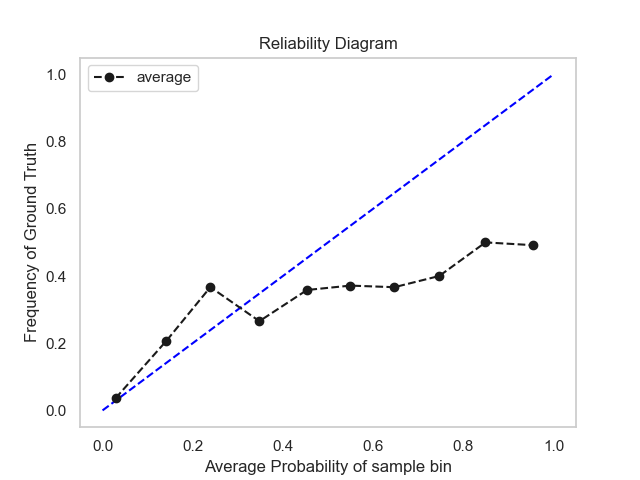 Reliability Diagram
average
1.0
0.8
0.6
0.4
0.2
0.0
Frequency of Ground Truth
0.0 0.2 0.4 0.6 0.8 1.0
Average Probability of sample bin